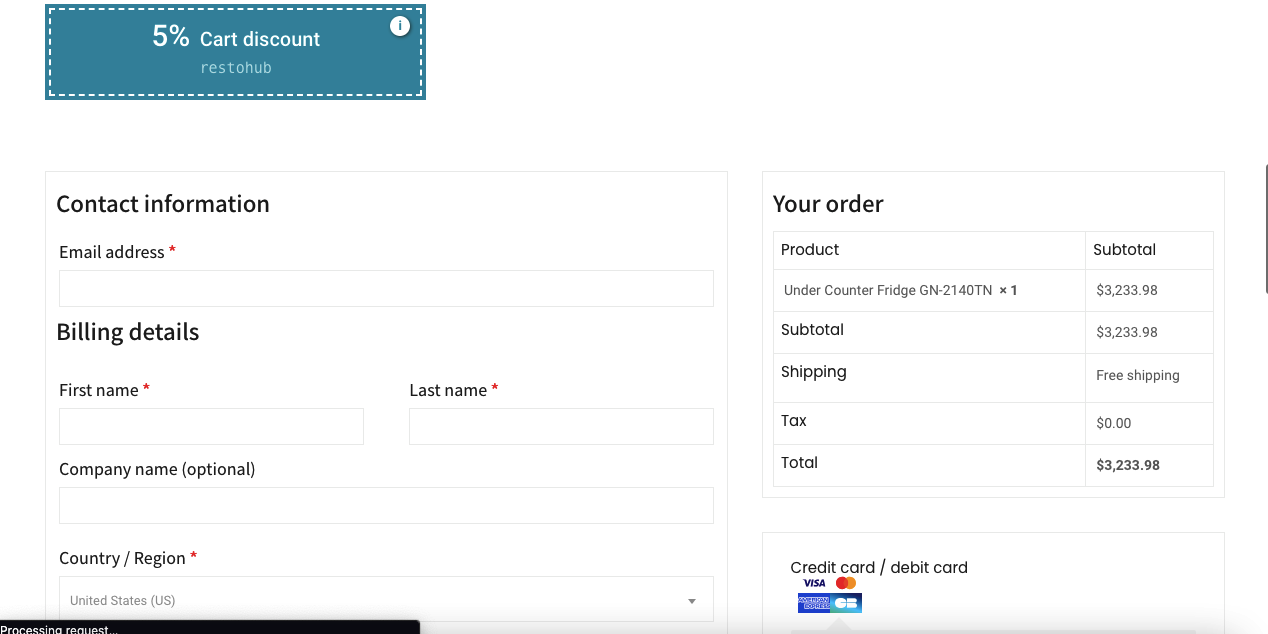 5% Cart discount
i
restohub
Contact information
Email address *
Billing details
First name *
Last name *
Company name (optional)
Country / Region *
United States (US)
Your order
Product Subtotal
Under Counter Fridge GN-2140TN × 1 $3,233.98
Subtotal $3,233.98
Shipping Free shipping
Tax $0.00
Total $3,233.98
Credit card / debit card
VISA
AMERICAN EXPRESS CB
Processing request...